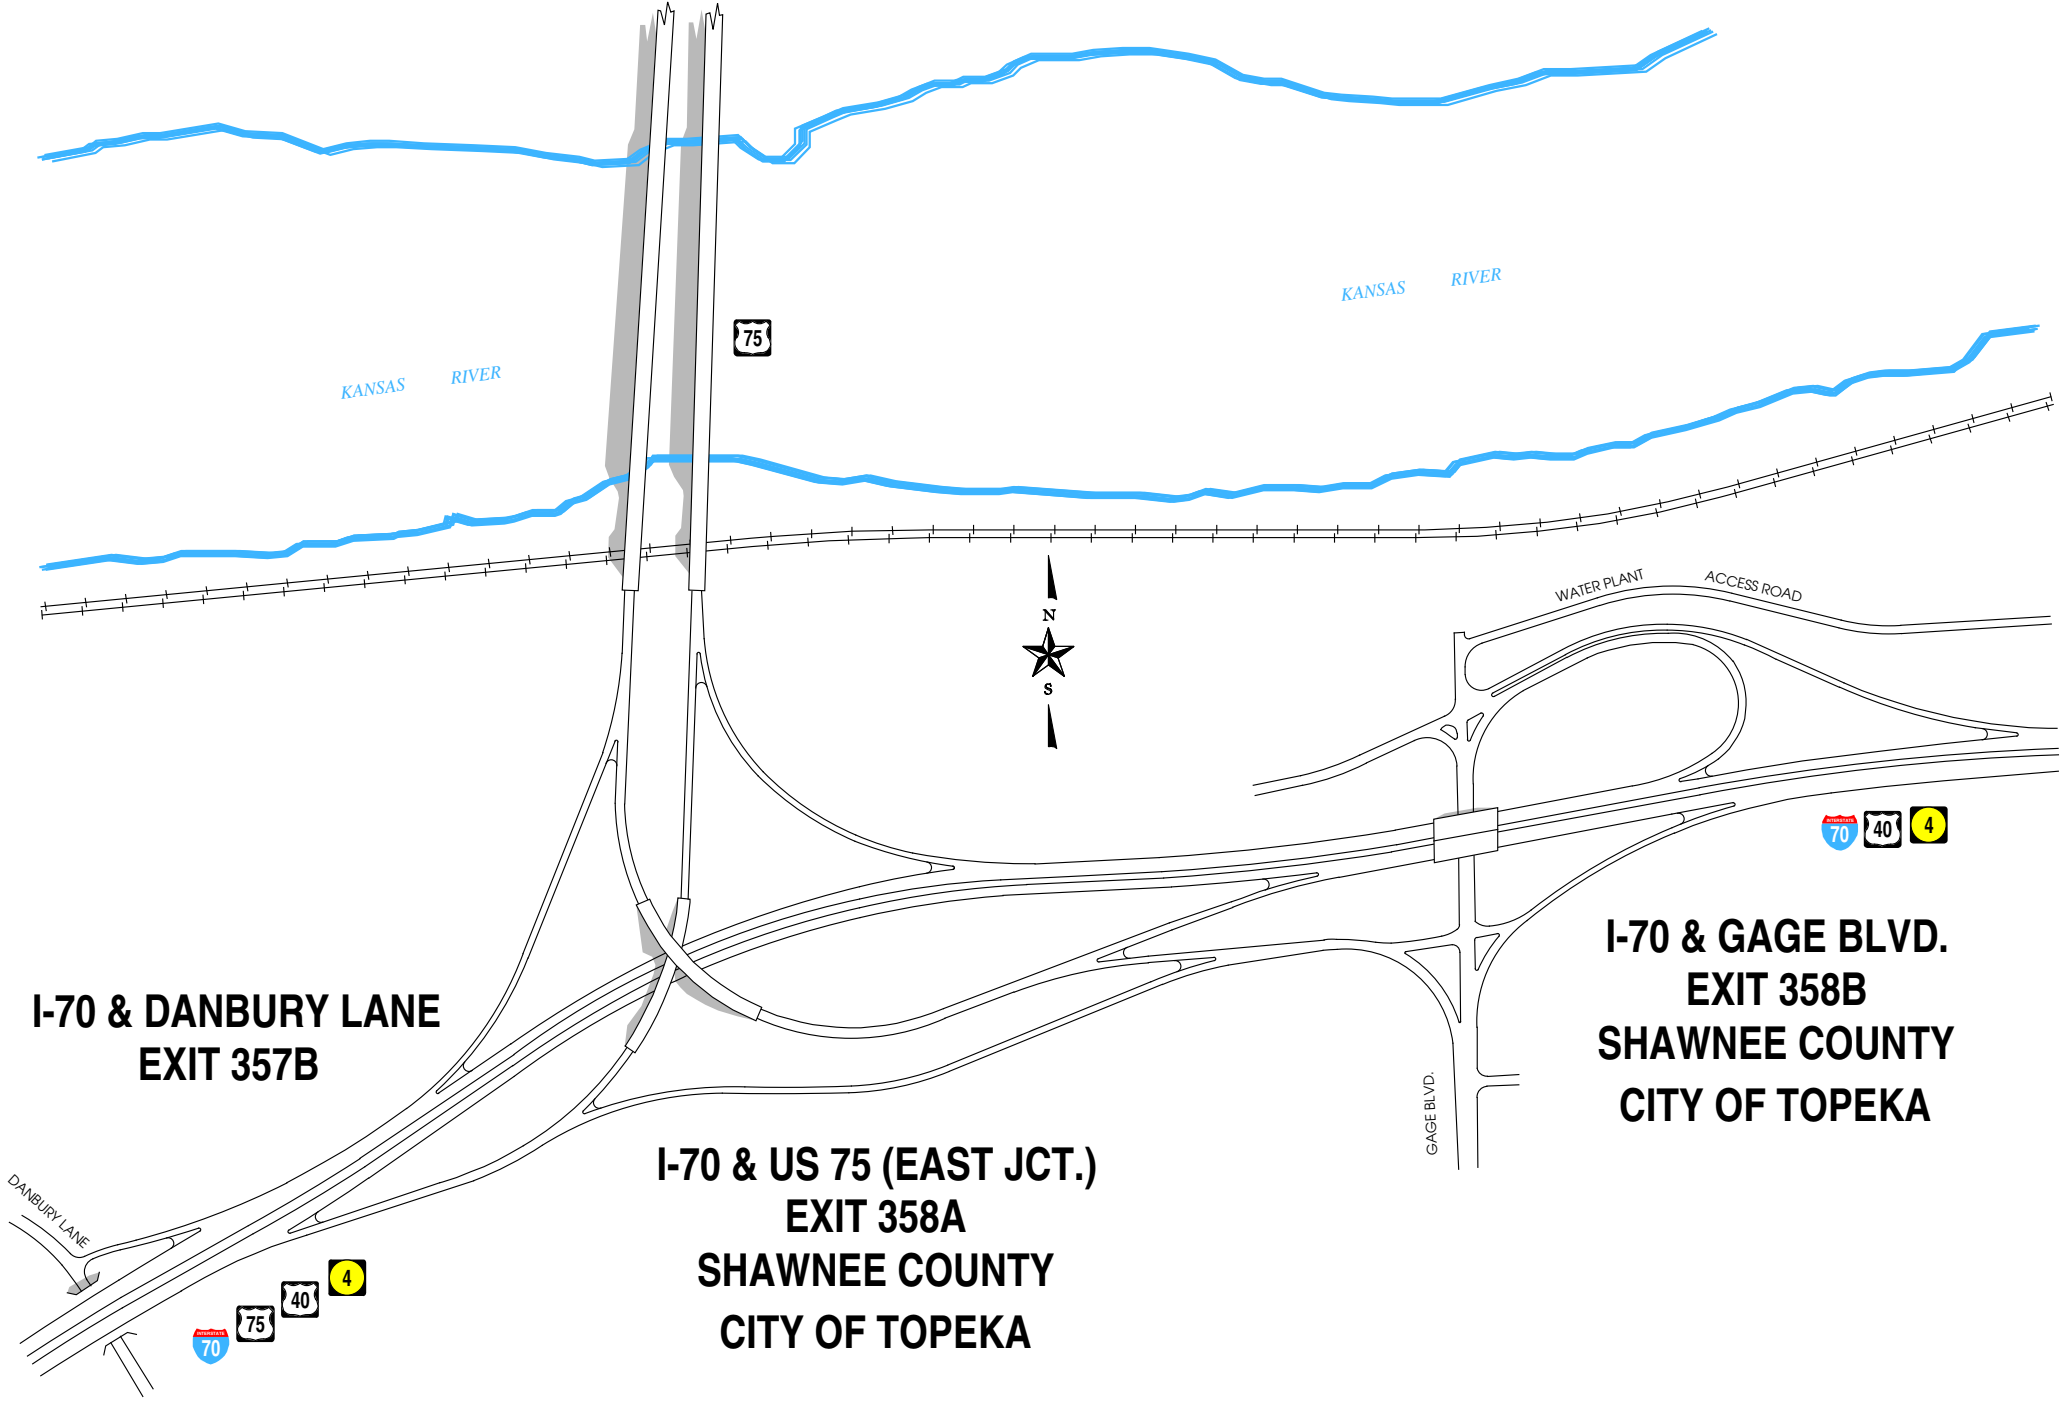 KANSAS RIVER
75
KANSAS RIVER
WATER PLANT ACCESS ROAD
N
S
INTERSTATE
70
40
4
I-70 & GAGE BLVD.
EXIT 358B
SHAWNEE COUNTY
CITY OF TOPEKA
I-70 & DANBURY LANE
EXIT 357B
GAGE BLVD.
I-70 & US 75 (EAST JCT.)
EXIT 358A
SHAWNEE COUNTY
CITY OF TOPEKA
DANBURY LANE
INTERSTATE
70
75
40
4